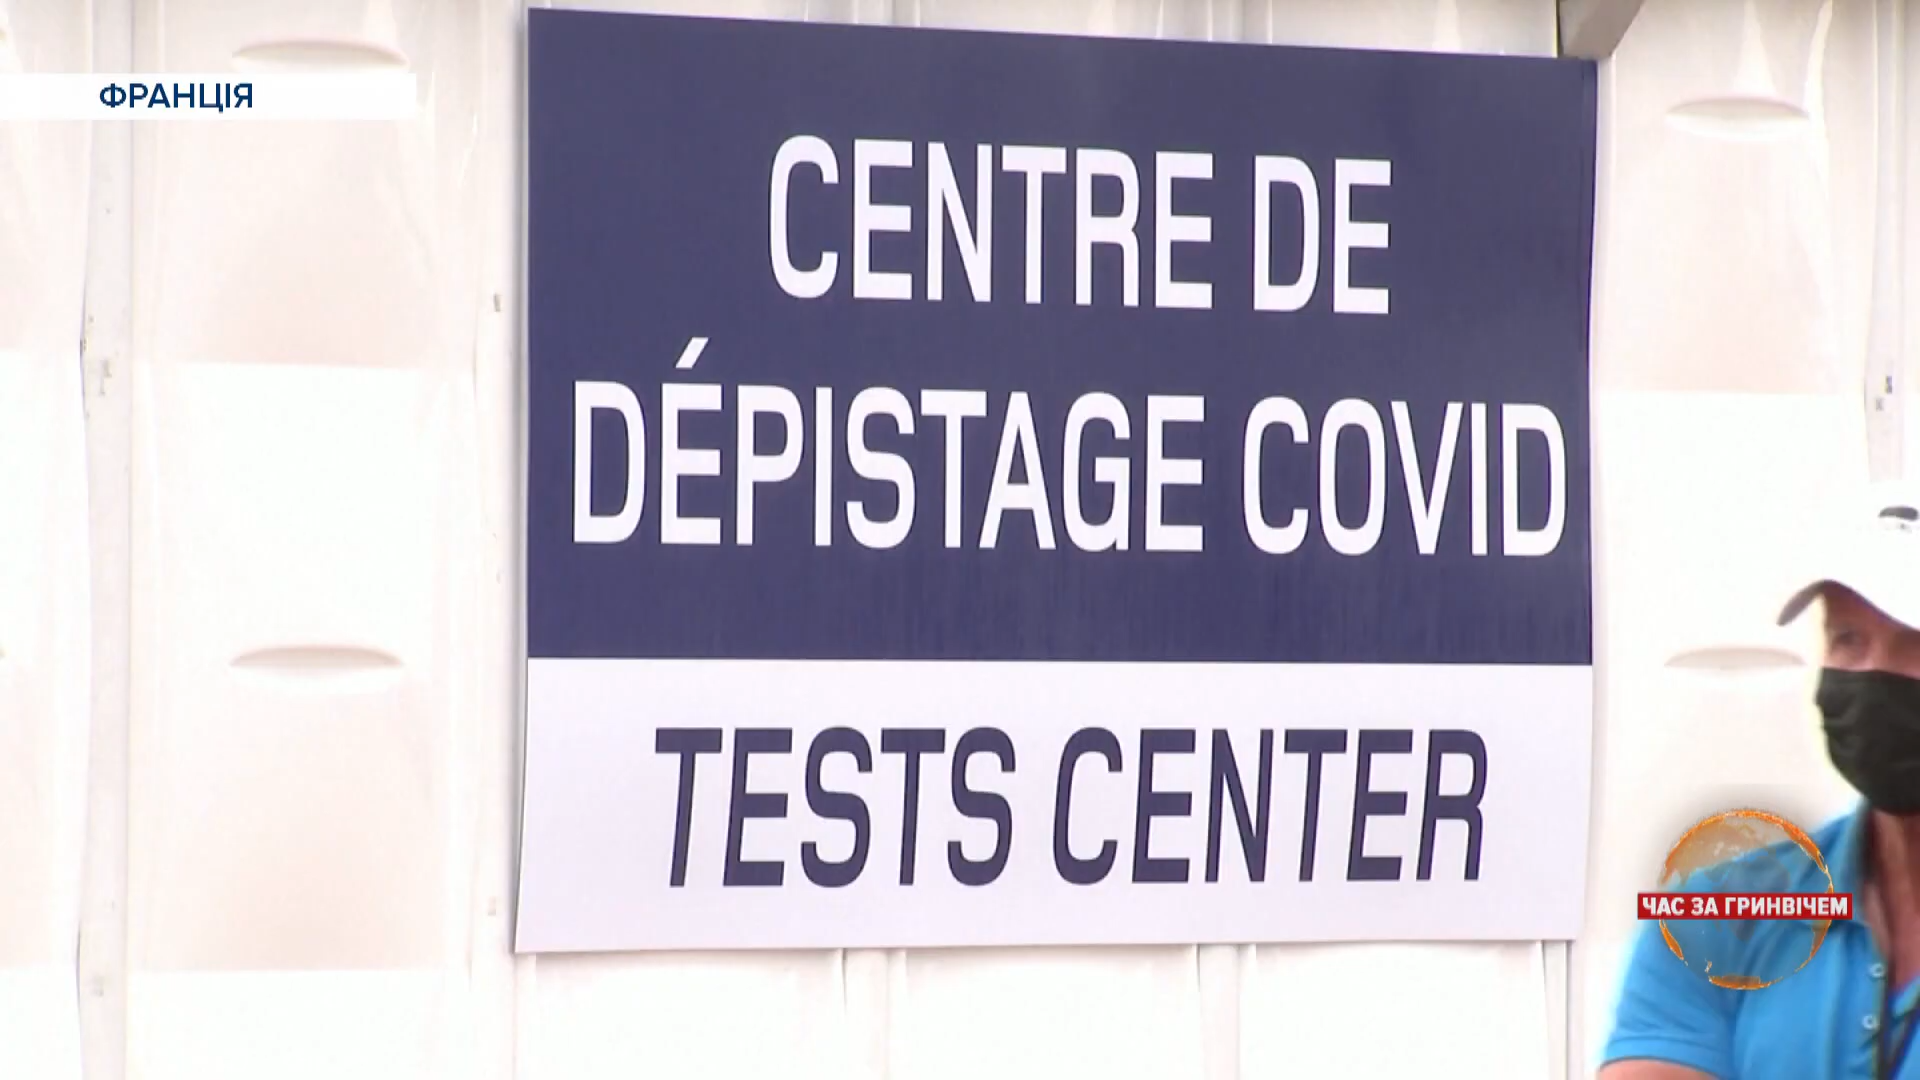 ФРАНЦІЯ
CENTRE DE
DÉPISTAGE COVID
TESTS CENTER
ЧАС ЗА ГРИНВІЧЕМ